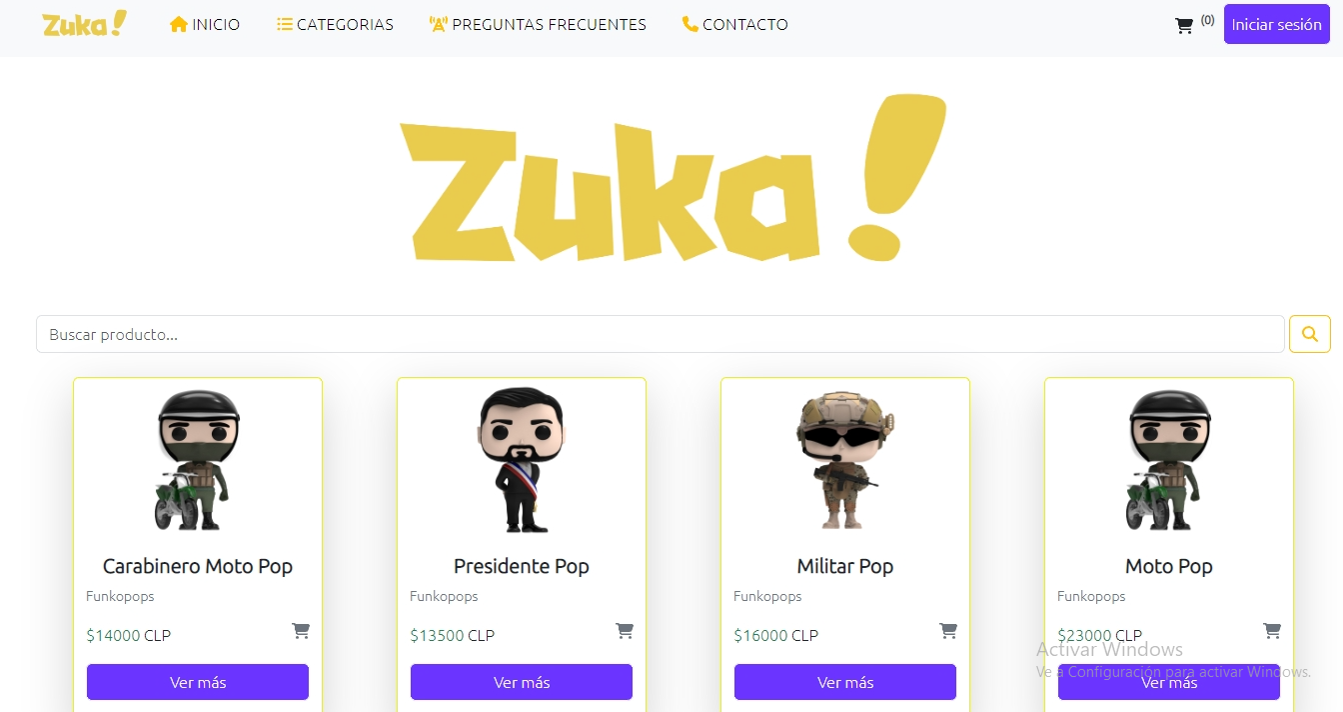 Zuka!
INICIO
CATEGORIAS
PREGUNTAS FRECUENTES
CONTACTO
(0)
Iniciar sesión
Zuka!
Buscar producto...
Carabinero Moto Pop
Funkopops
$14000 CLP
Ver más
Presidente Pop
Funkopops
$13500 CLP
Ver más
Militar Pop
Funkopops
$16000 CLP
Ver más
Moto Pop
Funkopops
$23000 CLP
Ver más
Activar Windows
Ve a Configuración para activar Windows.